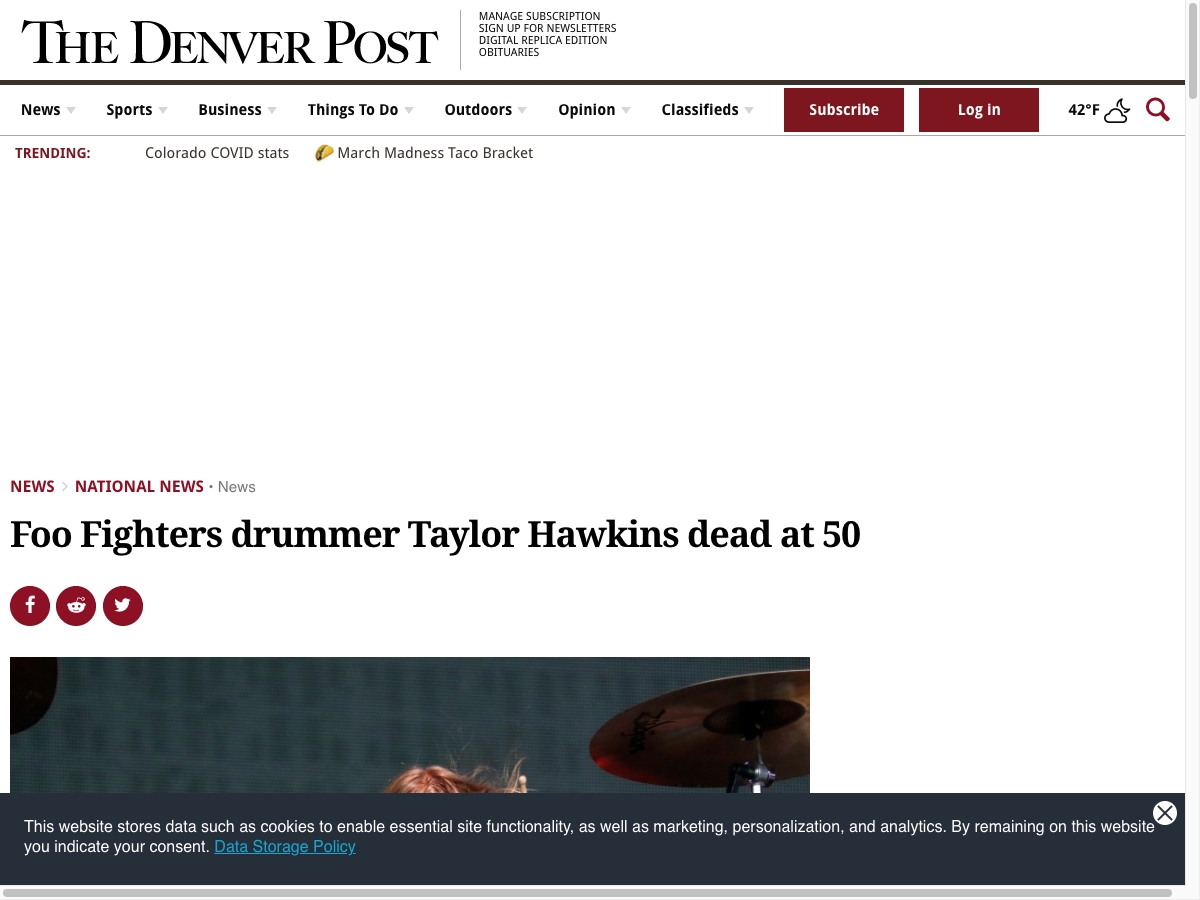 THE DENVER POST
MANAGE SUBSCRIPTION
SIGN UP FOR NEWSLETTERS
DIGITAL REPLICA EDITION
OBITUARIES
News Sports Business Things To Do Outdoors Opinion Classifieds Subscribe Log in 42°F
TRENDING: Colorado COVID stats 🌮 March Madness Taco Bracket
NEWS > NATIONAL NEWS • News
Foo Fighters drummer Taylor Hawkins dead at 50
This website stores data such as cookies to enable essential site functionality, as well as marketing, personalization, and analytics. By remaining on this website
you indicate your consent. Data Storage Policy